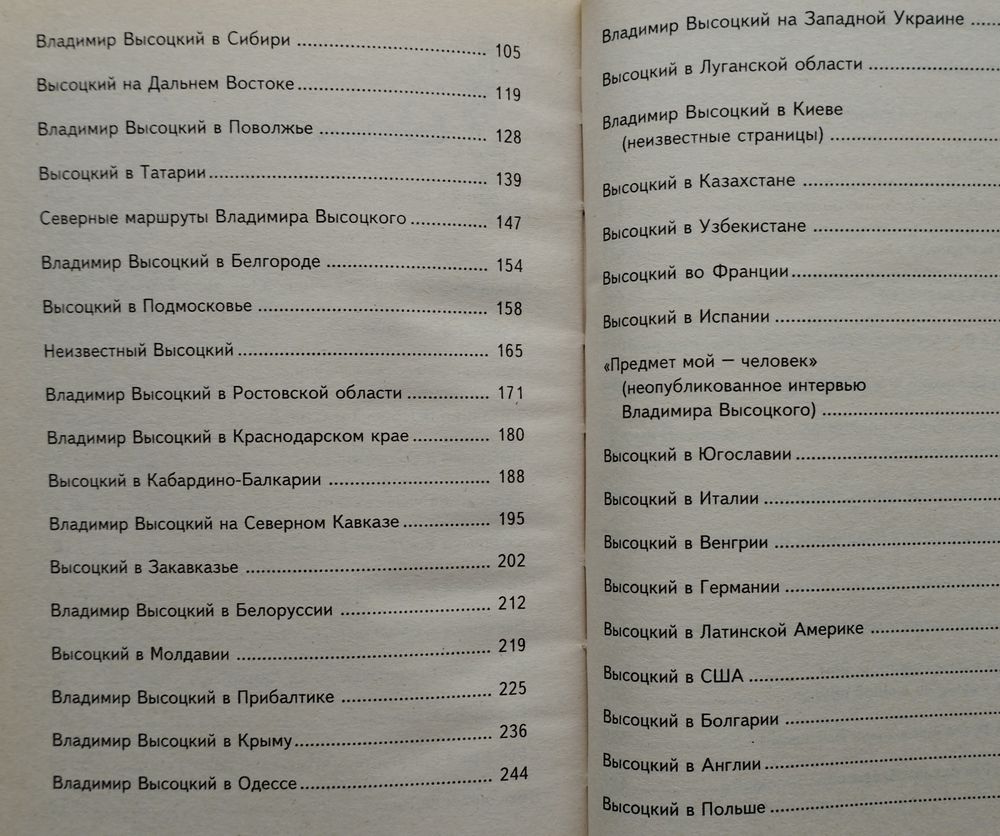 Владимир Высоцкий в Сибири ........ 105
Высоцкий на Дальнем Востоке ........ 119
Владимир Высоцкий в Поволжье ........ 128
Высоцкий в Татарии ........ 139
Северные маршруты Владимира Высоцкого ........ 147
Владимир Высоцкий в Белгороде ........ 154
Высоцкий в Подмосковье ........ 158
Неизвестный Высоцкий ........ 165
Владимир Высоцкий в Ростовской области ........ 171
Владимир Высоцкий в Краснодарском крае ........ 180
Высоцкий в Кабардино-Балкарии ........ 188
Владимир Высоцкий на Северном Кавказе ........ 195
Высоцкий в Закавказье ........ 202
Владимир Высоцкий в Белоруссии ........ 212
Высоцкий в Молдавии ........ 219
Владимир Высоцкий в Прибалтике ........ 225
Владимир Высоцкий в Крыму ........ 236
Владимир Высоцкий в Одессе ........ 244
Владимир Высоцкий на Западной Украине ........
Высоцкий в Луганской области ........
Владимир Высоцкий в Киеве
(неизвестные страницы) ........
Высоцкий в Казахстане ........
Высоцкий в Узбекистане ........
Высоцкий во Франции ........
Высоцкий в Испании ........
«Предмет мой — человек»
(неопубликованное интервью
Владимира Высоцкого) ........
Высоцкий в Югославии ........
Высоцкий в Италии ........
Высоцкий в Венгрии ........
Высоцкий в Германии ........
Высоцкий в Латинской Америке ........
Высоцкий в США ........
Высоцкий в Болгарии ........
Высоцкий в Англии ........
Высоцкий в Польше ........